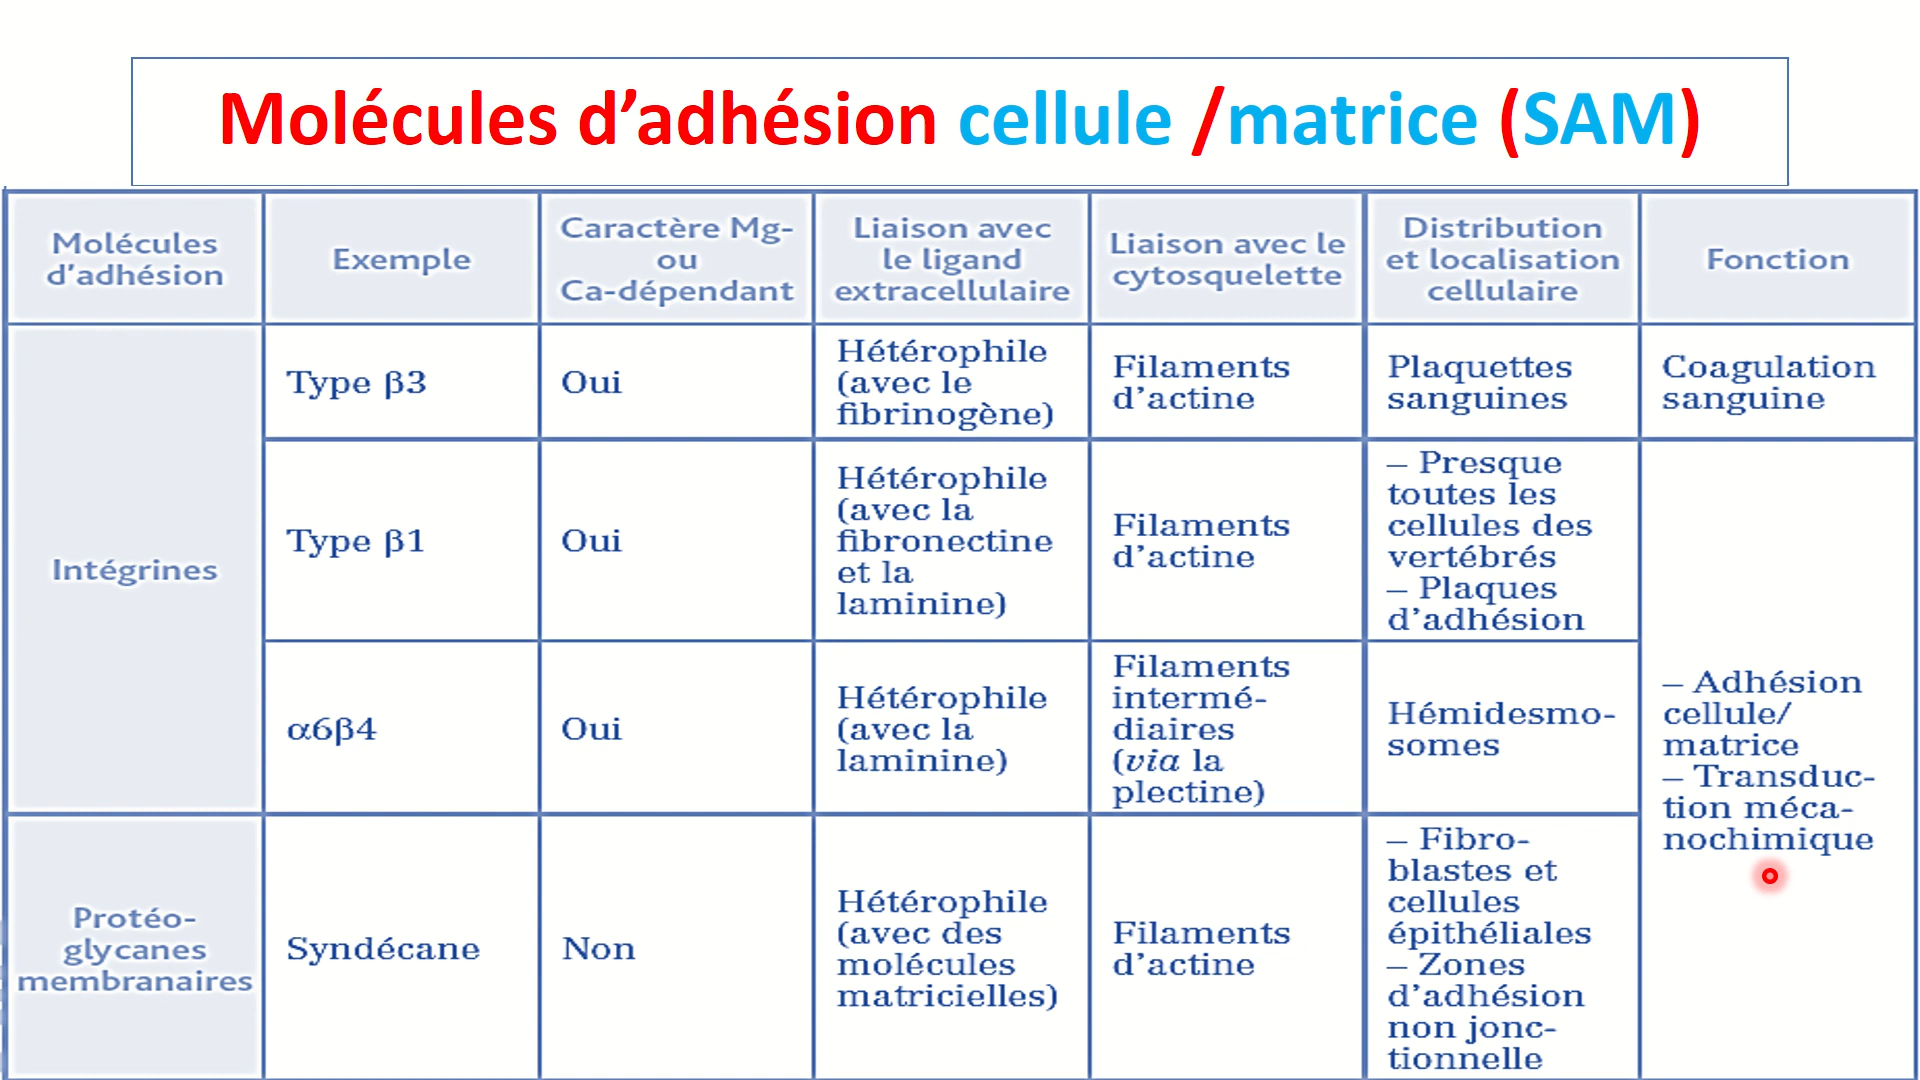 Molécules d’adhésion cellule /matrice (SAM)
Molécules
d’adhésion
Exemple
Caractère Mg-
ou
Ca-dépendant
Liaison avec
le ligand
extracellulaire
Liaison avec le
cytosquelette
Distribution
et localisation
cellulaire
Fonction
Intégrines
Type β3
Oui
Hétérophile
(avec le
fibrinogène)
Filaments
d’actine
Plaquettes
sanguines
Coagulation
sanguine
Type β1
Oui
Hétérophile
(avec la
fibronectine
et la
laminine)
Filaments
d’actine
– Presque
toutes les
cellules des
vertébrés
– Plaques
d’adhésion
α6β4
Oui
Hétérophile
(avec la
laminine)
Filaments
intermé-
diaires
(via la
plectine)
Hémidesmo-
somes
– Adhésion
cellule/
matrice
– Transduc-
tion méca-
nochimique
Protéo-
glycanes
membranaires
Syndécane
Non
Hétérophile
(avec des
molécules
matricielles)
Filaments
d’actine
– Fibro-
blastes et
cellules
épithéliales
– Zones
d’adhésion
non jonc-
tionnelle